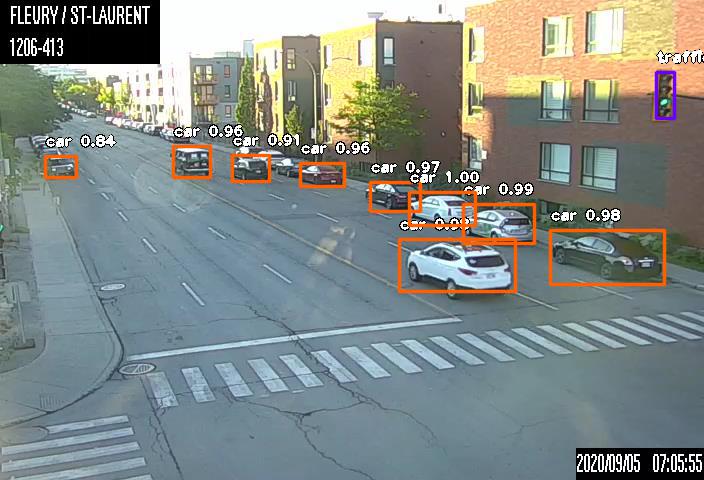 FLEURY / ST-LAURENT
1206-413
traffi
car 0.84
car 0.96
car 0.91
car 0.96
car 0.97
car 1.00
car 0.99
car 0.98
2020/09/05 07:05:55